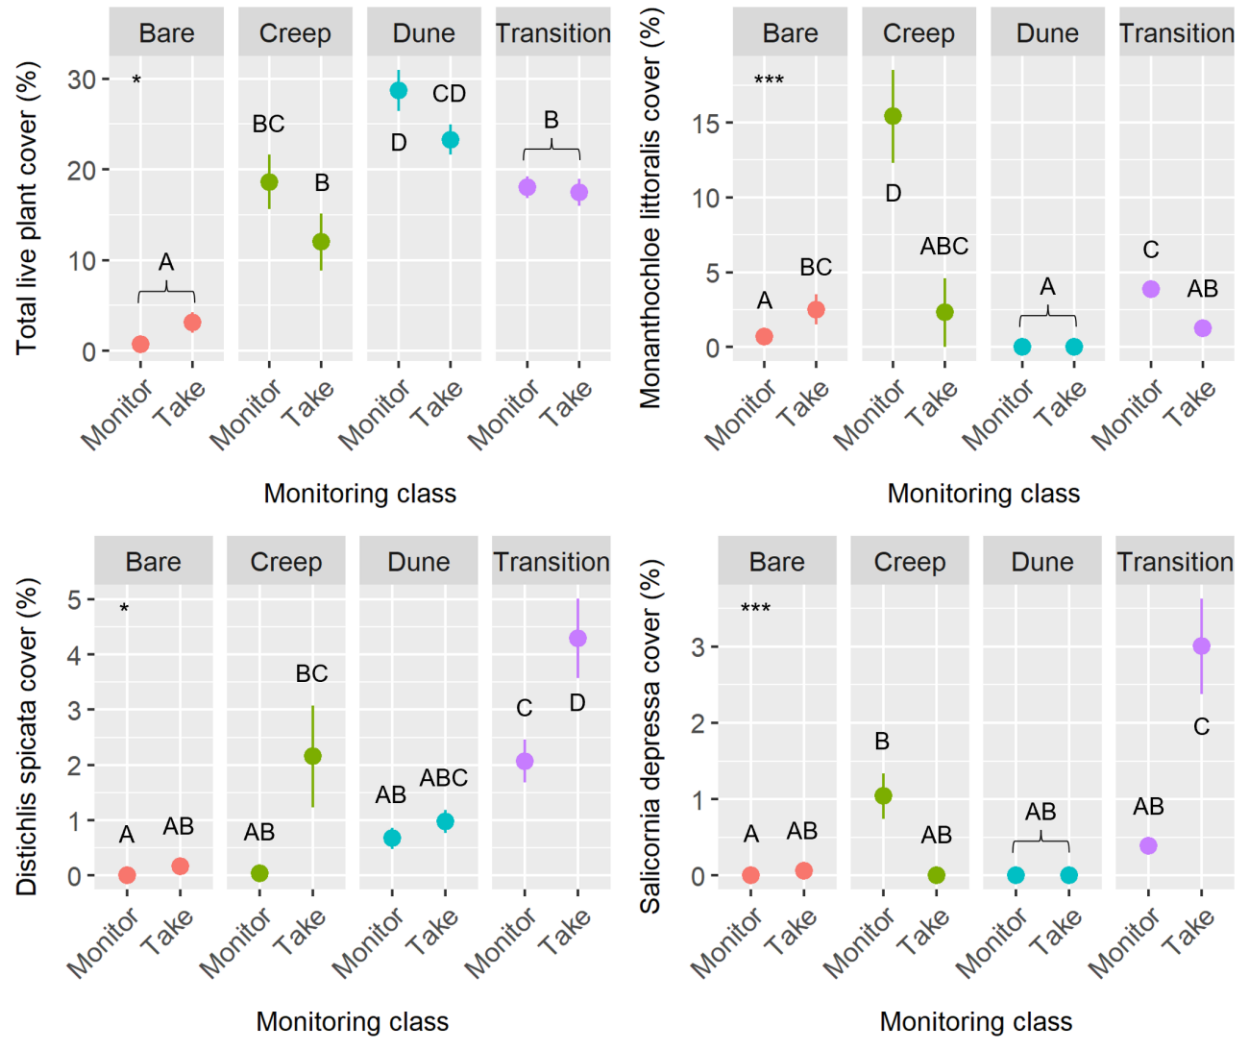 Total live plant cover (%)
Bare Creep Dune Transition
30
20
10
0
*
A
BC
B
D
CD
B
Monitor Take Monitor Take Monitor Take Monitor Take
Monitoring class
Monanthochloe littoralis cover (%)
Bare Creep Dune Transition
15
10
5
0
***
A
BC
D
ABC
A
C
AB
Monitor Take Monitor Take Monitor Take Monitor Take
Monitoring class
Distichlis spicata cover (%)
Bare Creep Dune Transition
5
4
3
2
1
0
*
A
AB
AB
BC
AB
ABC
C
D
Monitor Take Monitor Take Monitor Take Monitor Take
Monitoring class
Salicornia depressa cover (%)
Bare Creep Dune Transition
3
2
1
0
***
A
AB
B
AB
AB
AB
C
Monitor Take Monitor Take Monitor Take Monitor Take
Monitoring class